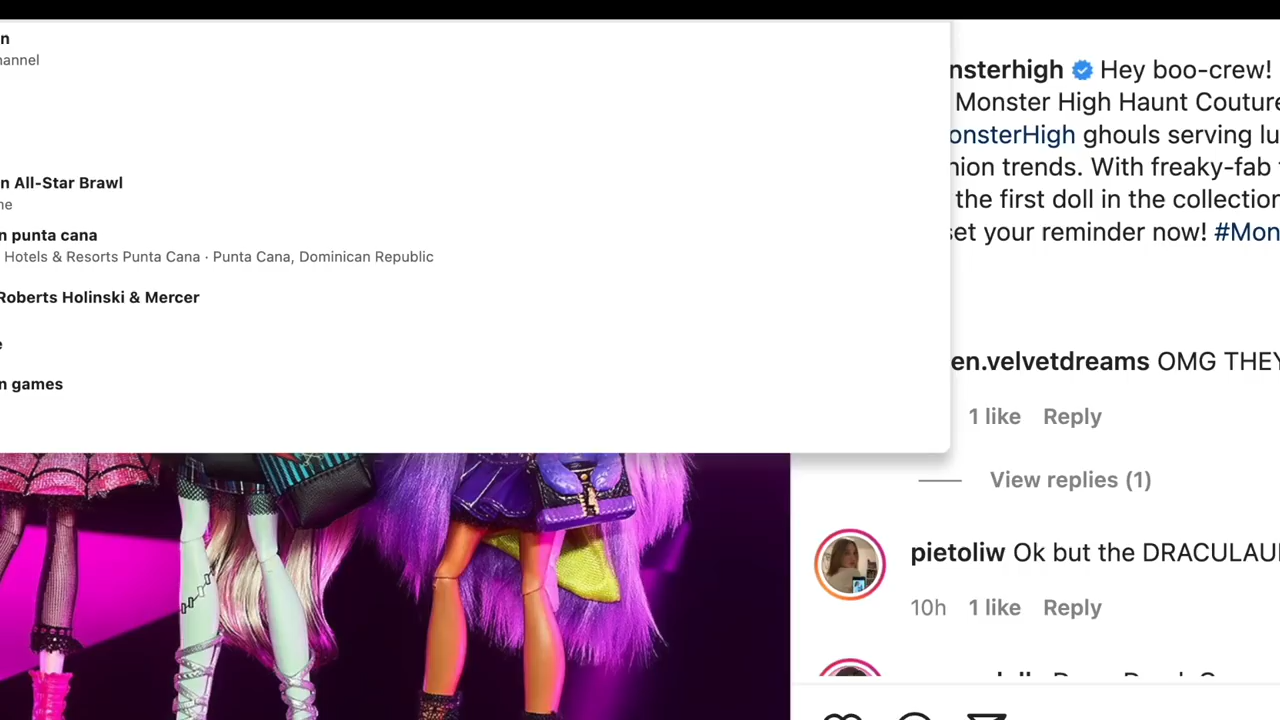 n
hannel
n All-Star Brawl
ne
n punta cana
Hotels & Resorts Punta Cana · Punta Cana, Dominican Republic
Roberts Holinski & Mercer
e
n games
nsterhigh Hey boo-crew!
Monster High Haunt Couture
onsterHigh ghouls serving lu
ion trends. With freaky-fab
the first doll in the collection
set your reminder now! #Mon
en.velvetdreams OMG THEY
1 like Reply
View replies (1)
pietoliw Ok but the DRACULAU
10h 1 like Reply